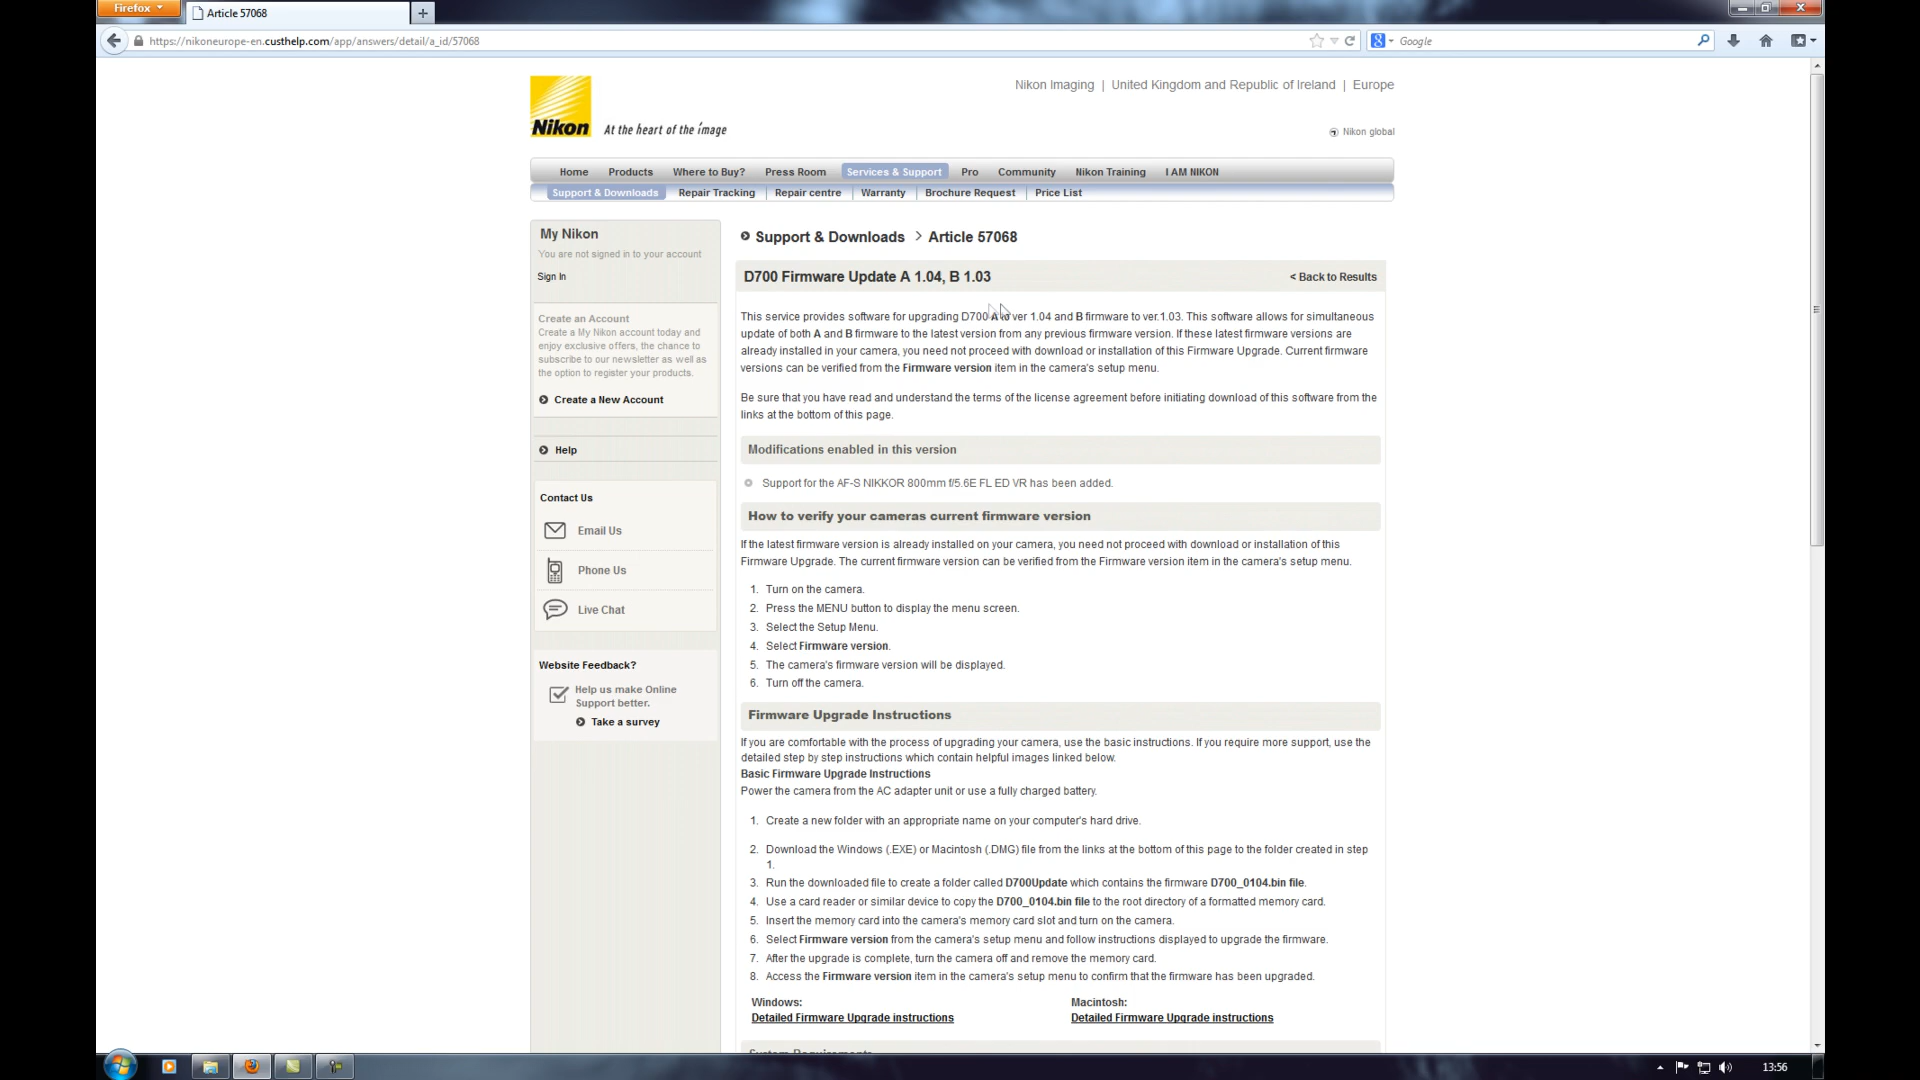 Firefox
Article 57068
https://nikoneurope-en.custhelp.com/app/answers/detail/a_id/57068
Google
Nikon Imaging | United Kingdom and Republic of Ireland | Europe
Nikon
At the heart of the image
Nikon global
Home Products Where to Buy? Press Room Services & Support Pro Community Nikon Training I AM NIKON
Support & Downloads Repair Tracking Repair centre Warranty Brochure Request Price List
My Nikon
You are not signed in to your account
Sign In
Create an Account
Create a My Nikon account today and
enjoy exclusive offers, the chance to
subscribe to our newsletter as well as
the option to register your products.
Create a New Account
Help
Contact Us
Email Us
Phone Us
Live Chat
Website Feedback?
Help us make Online
Support better.
Take a survey
Support & Downloads > Article 57068
D700 Firmware Update A 1.04, B 1.03
< Back to Results
This service provides software for upgrading D700 A to ver 1.04 and B firmware to ver.1.03. This software allows for simultaneous
update of both A and B firmware to the latest version from any previous firmware version. If these latest firmware versions are
already installed in your camera, you need not proceed with download or installation of this Firmware Upgrade. Current firmware
versions can be verified from the Firmware version item in the camera's setup menu.
Be sure that you have read and understand the terms of the license agreement before initiating download of this software from the
links at the bottom of this page.
Modifications enabled in this version
Support for the AF-S NIKKOR 800mm f/5.6E FL ED VR has been added.
How to verify your cameras current firmware version
If the latest firmware version is already installed on your camera, you need not proceed with download or installation of this
Firmware Upgrade. The current firmware version can be verified from the Firmware version item in the camera's setup menu.
1. Turn on the camera.
2. Press the MENU button to display the menu screen.
3. Select the Setup Menu.
4. Select Firmware version.
5. The camera's firmware version will be displayed.
6. Turn off the camera.
Firmware Upgrade Instructions
If you are comfortable with the process of upgrading your camera, use the basic instructions. If you require more support, use the
detailed step by step instructions which contain helpful images linked below.
Basic Firmware Upgrade Instructions
Power the camera from the AC adapter unit or use a fully charged battery.
1. Create a new folder with an appropriate name on your computer's hard drive.
2. Download the Windows (.EXE) or Macintosh (.DMG) file from the links at the bottom of this page to the folder created in step
1.
3. Run the downloaded file to create a folder called D700Update which contains the firmware D700_0104.bin file.
4. Use a card reader or similar device to copy the D700_0104.bin file to the root directory of a formatted memory card.
5. Insert the memory card into the camera's memory card slot and turn on the camera.
6. Select Firmware version from the camera's setup menu and follow instructions displayed to upgrade the firmware.
7. After the upgrade is complete, turn the camera off and remove the memory card.
8. Access the Firmware version item in the camera's setup menu to confirm that the firmware has been upgraded.
Windows:
Detailed Firmware Upgrade instructions
Macintosh:
Detailed Firmware Upgrade instructions
System Requirements
13:56